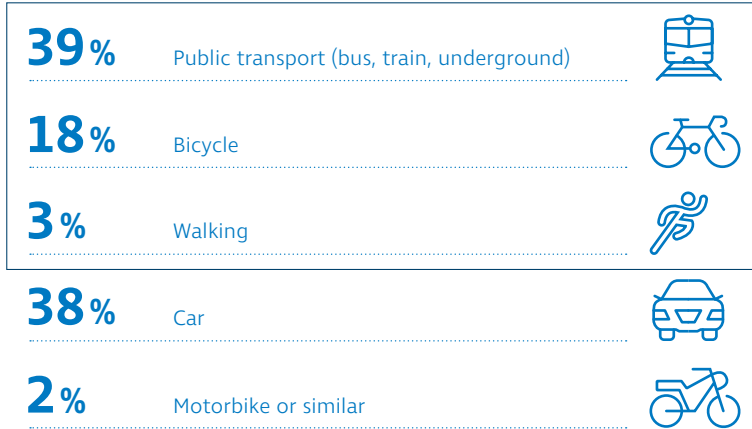 39% Public transport (bus, train, underground)
18% Bicycle
3% Walking
38% Car
2% Motorbike or similar